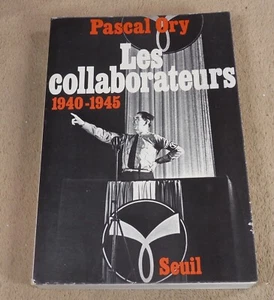 Pascal Ory
Les
collaborateurs
1940-1945
Seuil